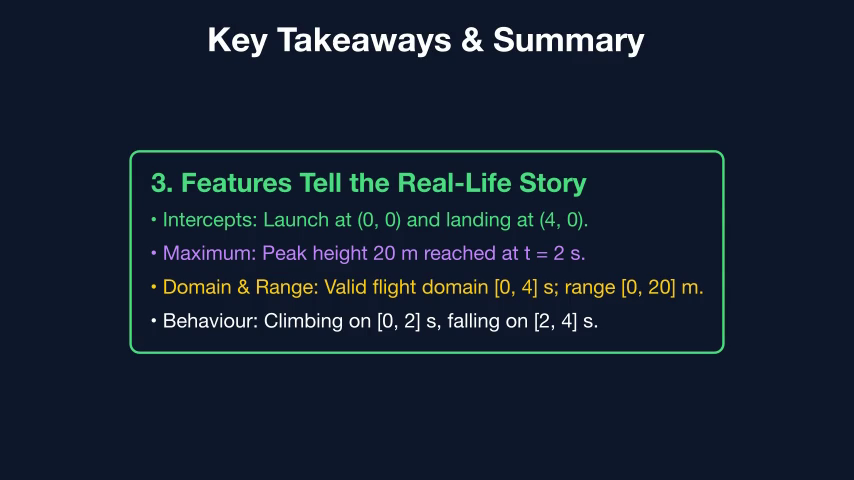 Key Takeaways & Summary
3. Features Tell the Real-Life Story
• Intercepts: Launch at (0, 0) and landing at (4, 0).
• Maximum: Peak height 20 m reached at t = 2 s.
• Domain & Range: Valid flight domain [0, 4] s; range [0, 20] m.
• Behaviour: Climbing on [0, 2] s, falling on [2, 4] s.